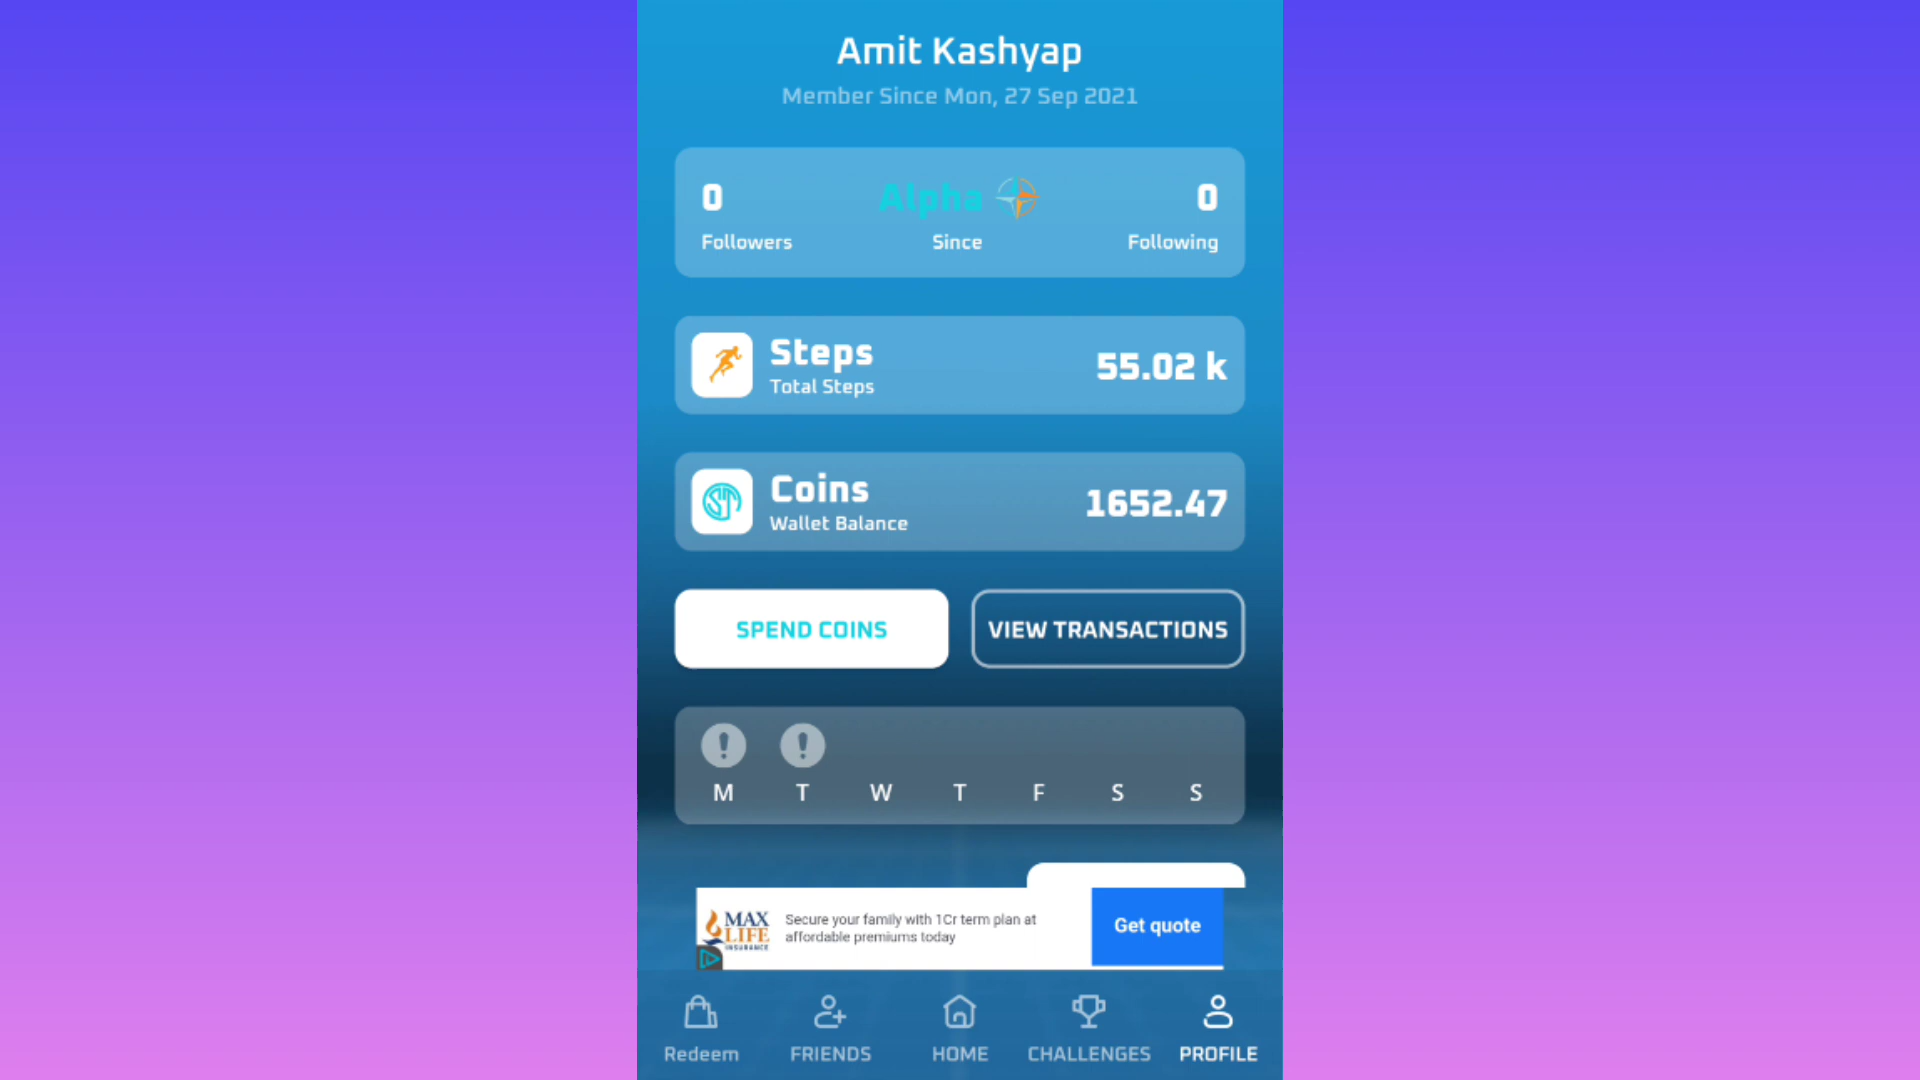 Amit Kashyap
Member Since Mon, 27 Sep 2021
0 Alpha 0
Followers Since Following
Steps
Total Steps
55.02 k
Coins
Wallet Balance
1652.47
SPEND COINS VIEW TRANSACTIONS
M T W T F S S
MAX
LIFE
INSURANCE
Secure your family with 1Cr term plan at
affordable premiums today
Get quote
Redeem FRIENDS HOME CHALLENGES PROFILE